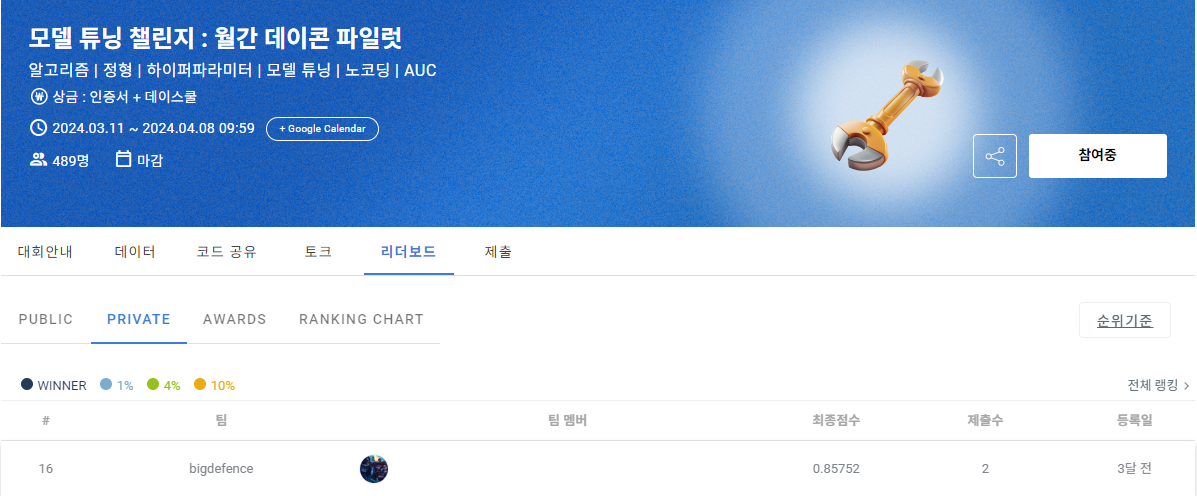 모델 튜닝 챌린지 : 월간 데이콘 파일럿
알고리즘 | 정형 | 하이퍼파라미터 | 모델 튜닝 | 노코딩 | AUC
상금 : 인증서 + 데이스쿨
2024.03.11 ~ 2024.04.08 09:59 + Google Calendar
489명 마감
참여중
대회안내 데이터 코드 공유 토크 리더보드 제출
PUBLIC PRIVATE AWARDS RANKING CHART
순위기준
WINNER 1% 4% 10%
전체 랭킹 >
# 팀 팀 멤버 최종점수 제출수 등록일
16 bigdefence 0.85752 2 3달 전